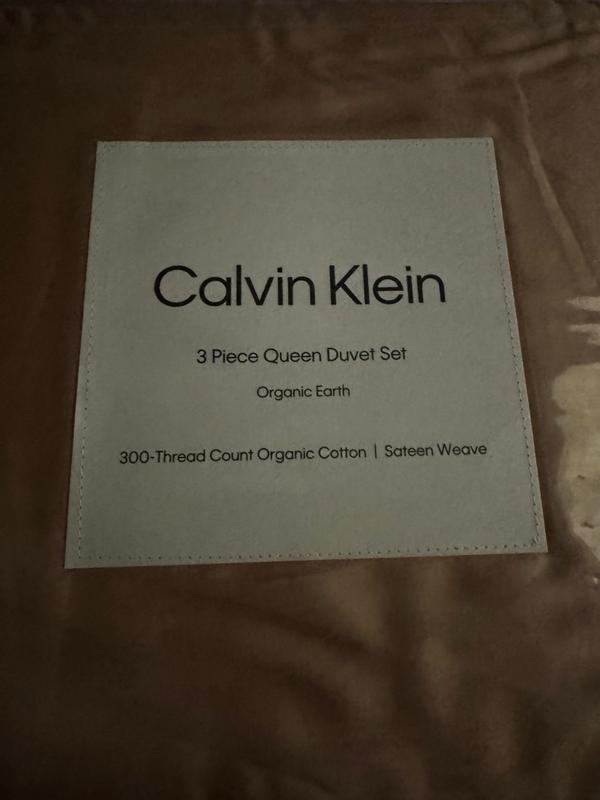 Calvin Klein
3 Piece Queen Duvet Set
Organic Earth
300-Thread Count Organic Cotton | Sateen Weave